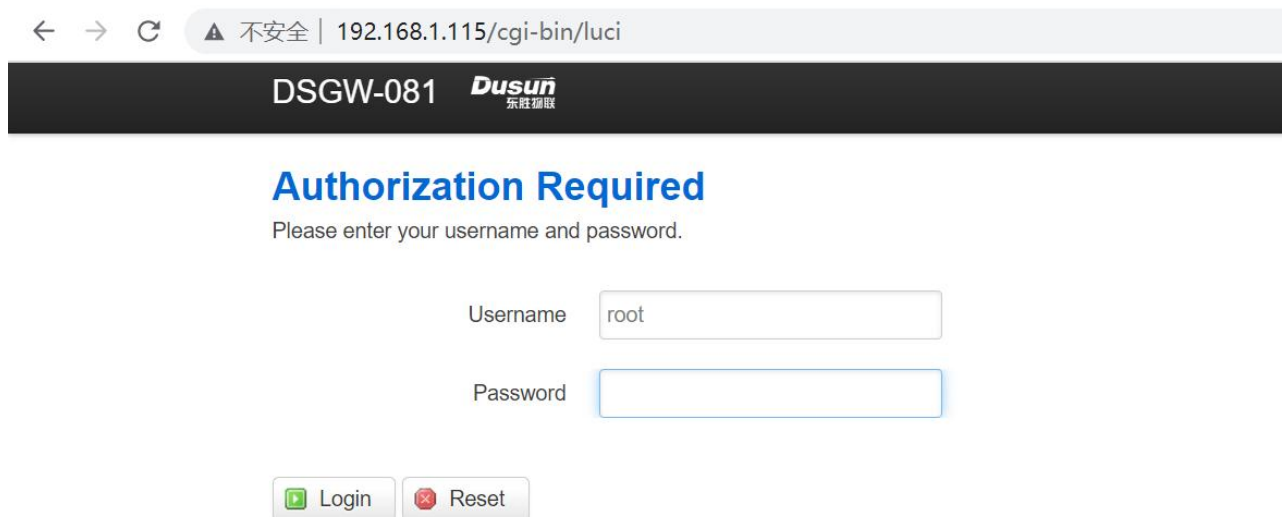 不安全 | 192.168.1.115/cgi-bin/luci
DSGW-081 Dusun
东胜物联
Authorization Required
Please enter your username and password.
Username root
Password
Login Reset